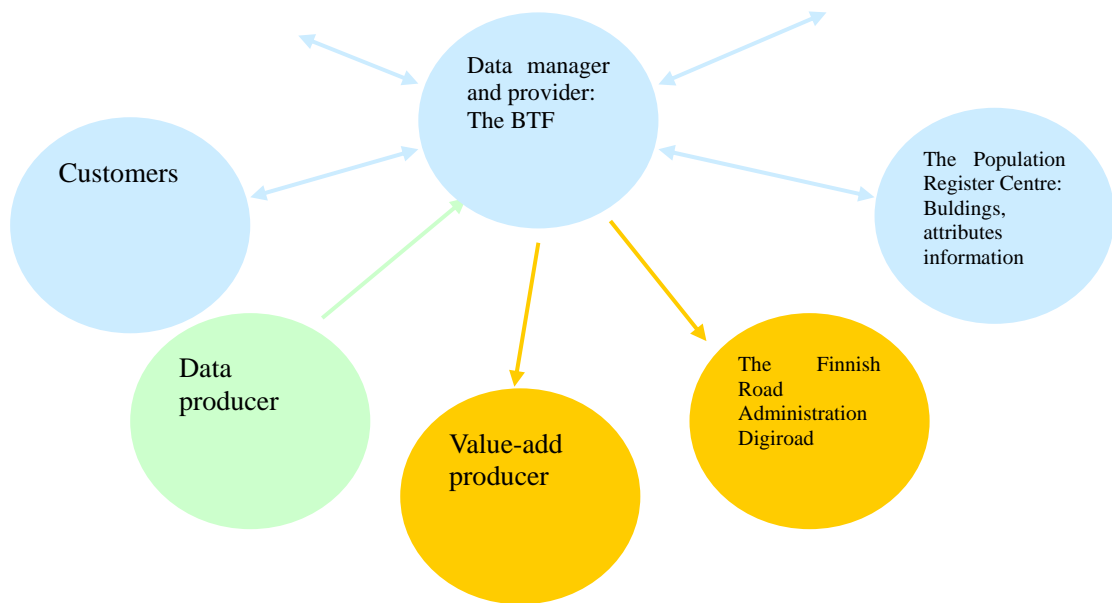 Data manager
and provider:
The BTF
Customers
The Population
Register Centre:
Buldings,
attributes
information
Data
producer
Value-add
producer
The Finnish
Road
Administration
Digiroad